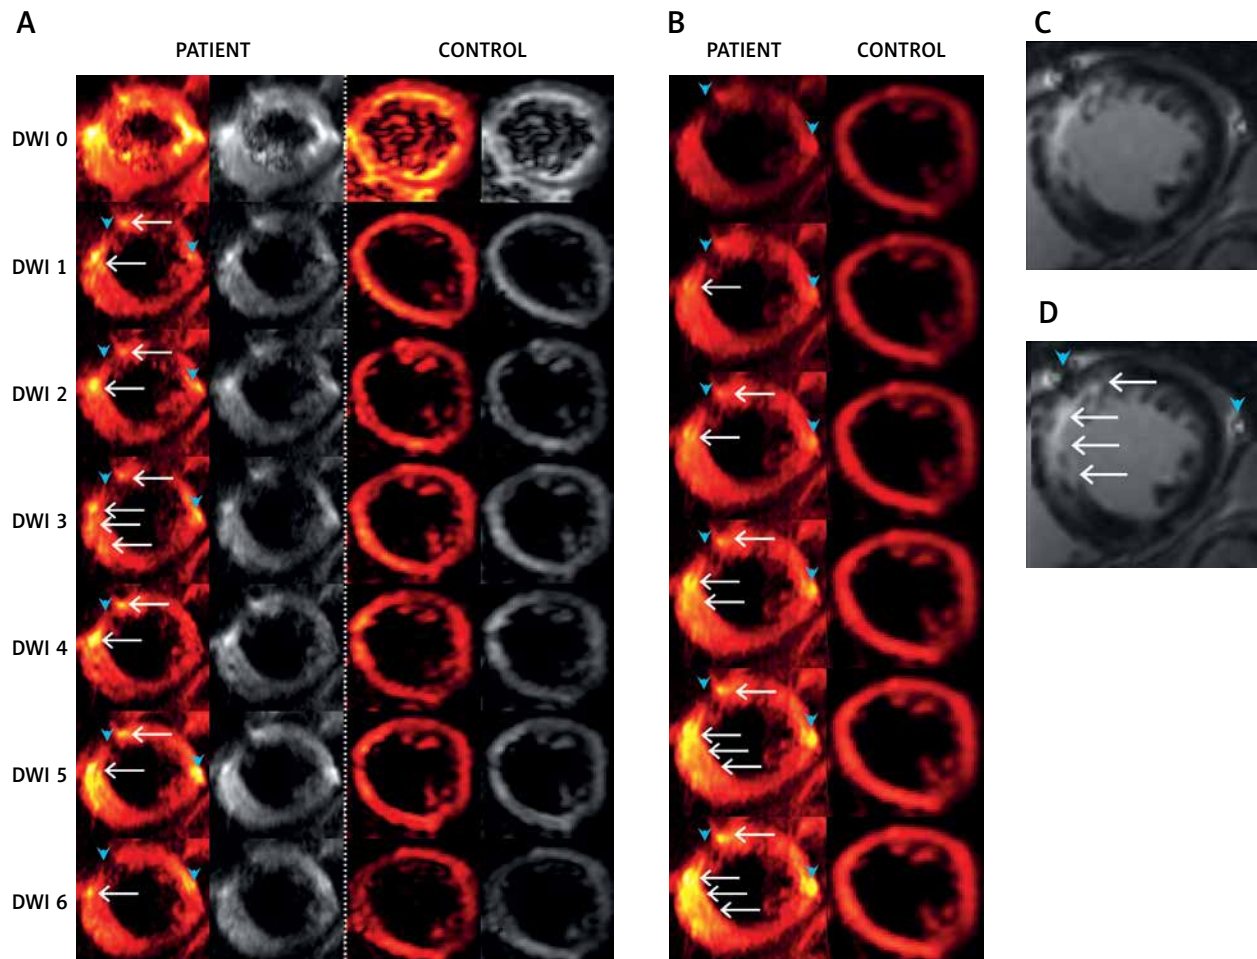 A
B
C
PATIENT
CONTROL
PATIENT
CONTROL
DWI 0
DWI 1
D
DWI 2
DWI 3
DWI 4
DWI 5
DWI 6